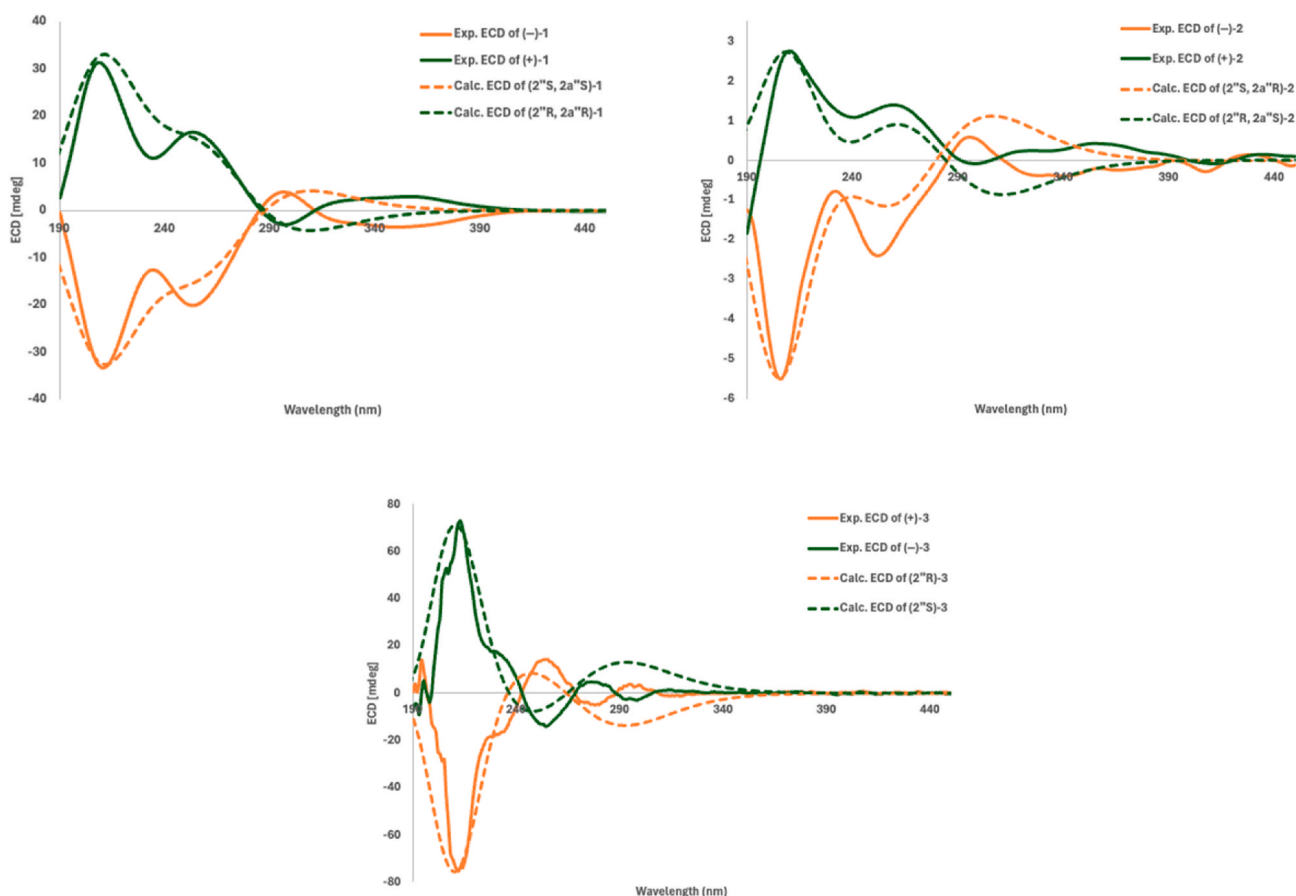 40
30
20
10
0
-10
-20
-30
-40
190
240
290
340
390
440
ECD [mdeg]
Wavelength (nm)
Exp. ECD of (—)-1
Exp. ECD of (+)-1
Calc. ECD of (2"S, 2a"S)-1
Calc. ECD of (2"R, 2a"R)-1
3
2
1
0
-1
-2
-3
-4
-5
-6
190
240
290
340
390
440
ECD [mdeg]
Wavelength (nm)
Exp. ECD of (—)-2
Exp. ECD of (+)-2
Calc. ECD of (2"S, 2a"R)-2
Calc. ECD of (2"R, 2a"S)-2
80
60
40
20
0
-20
-40
-60
-80
190
240
290
340
390
440
ECD [mdeg]
Wavelength (nm)
Exp. ECD of (+)-3
Exp. ECD of (—)-3
Calc. ECD of (2"R)-3
Calc. ECD of (2"S)-3